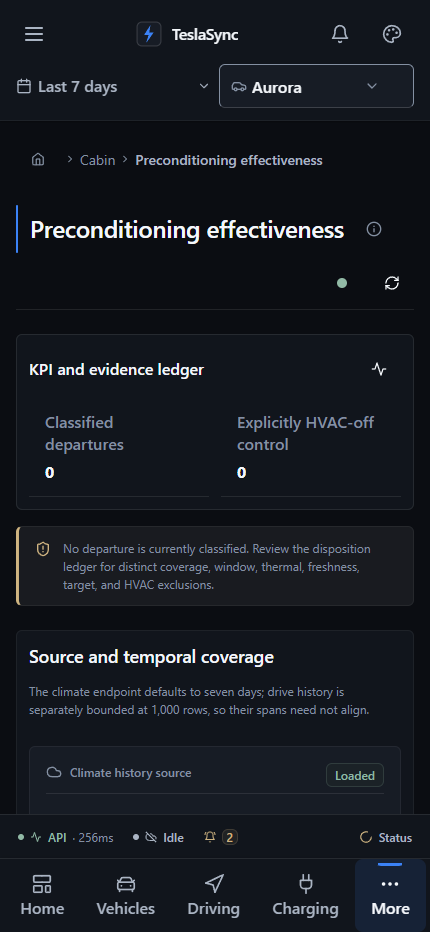 TeslaSync
Last 7 days
Aurora
Cabin
Preconditioning effectiveness
Preconditioning effectiveness
KPI and evidence ledger
Classified
departures
0
Explicitly HVAC-off
control
0
No departure is currently classified. Review the disposition
ledger for distinct coverage, window, thermal, freshness,
target, and HVAC exclusions.
Source and temporal coverage
The climate endpoint defaults to seven days; drive history is
separately bounded at 1,000 rows, so their spans need not align.
Climate history source
Loaded
API · 256ms
Idle
2
Status
Home
Vehicles
Driving
Charging
More